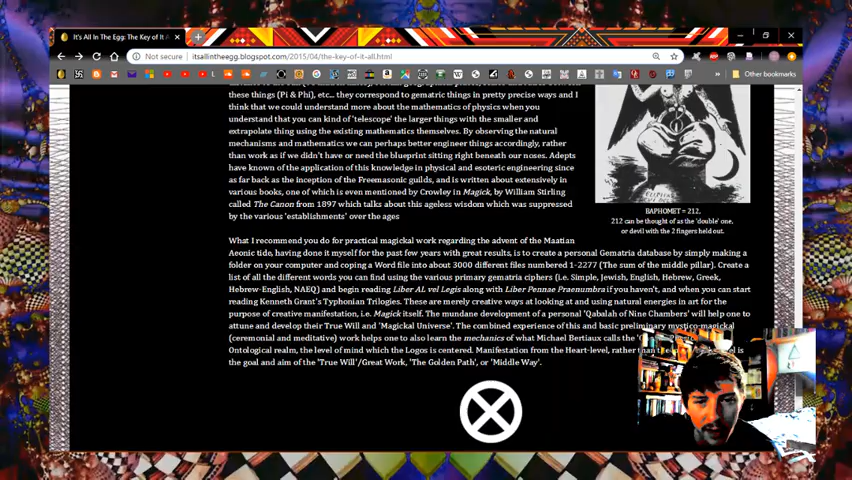 It's All In The Egg: The Key of It A
Not secure | itsallintheegg.blogspot.com/2015/04/the-key-of-it-all.html
Other bookmarks
these things (Pi & Phi), etc... they correspond to gematric things in pretty precise ways and I
think that we could understand more about the mathematics of physics when you
understand that you can kind of 'telescope' the larger things with the smaller and
extrapolate thing using the existing mathematics themselves. By observing the natural
mechanisms and mathematics we can perhaps better engineer things accordingly, rather
than work as if we didn't have or need the blueprint sitting right beneath our noses. Adepts
have known of the application of this knowledge in physical and esoteric engineering since
as far back as the inception of the Freemasonic guilds, and is written about extensively in
various books, one of which is even mentioned by Crowley in Magick, by William Stirling
called The Canon from 1897 which talks about this ageless wisdom which was suppressed
by the various 'establishments' over the ages
BAPHOMET = 212,
212 can be thought of as the 'double' one,
or devil with the 2 fingers held out.
What I recommend you do for practical magickal work regarding the advent of the Maatian
Aeonic tide, having done it myself for the past few years with great results, is to create a personal Gematria database by simply making a
folder on your computer and coping a Word file into about 3000 different files numbered 1-2277 (The sum of the middle pillar). Create a
list of all the different words you can find using the various primary gematria ciphers (i.e. Simple, Jewish, English, Hebrew, Greek,
Hebrew-English, NAEQ) and begin reading Liber AL vel Legis along with Liber Pennae Praenumbra if you haven't, and when you can start
reading Kenneth Grant's Typhonian Trilogies. These are merely creative ways at looking at and using natural energies in art for the
purpose of creative manifestation, i.e. Magick itself. The mundane development of a personal 'Qabalah of Nine Chambers' will help one to
attune and develop their True Will and 'Magickal Universe'. The combined experience of this and basic preliminary mystico-magickal
(ceremonial and meditative) work helps one to also learn the mechanics of what Michael Bertiaux calls the
Ontological realm, the level of mind which the Logos is centered. Manifestation from the Heart-level, rather than the is
the goal and aim of the 'True Will'/Great Work, 'The Golden Path', or 'Middle Way'.